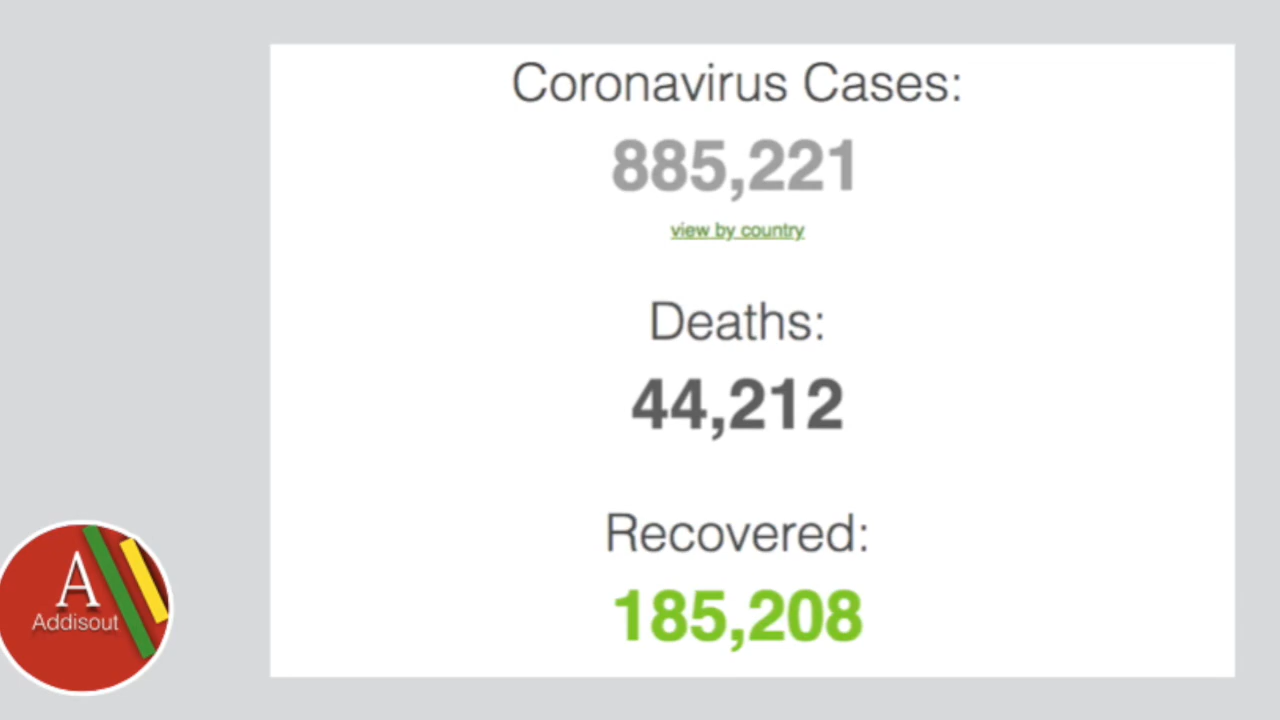 Coronavirus Cases:
885,221
view by country
Deaths:
44,212
Recovered:
185,208
A
Addisout